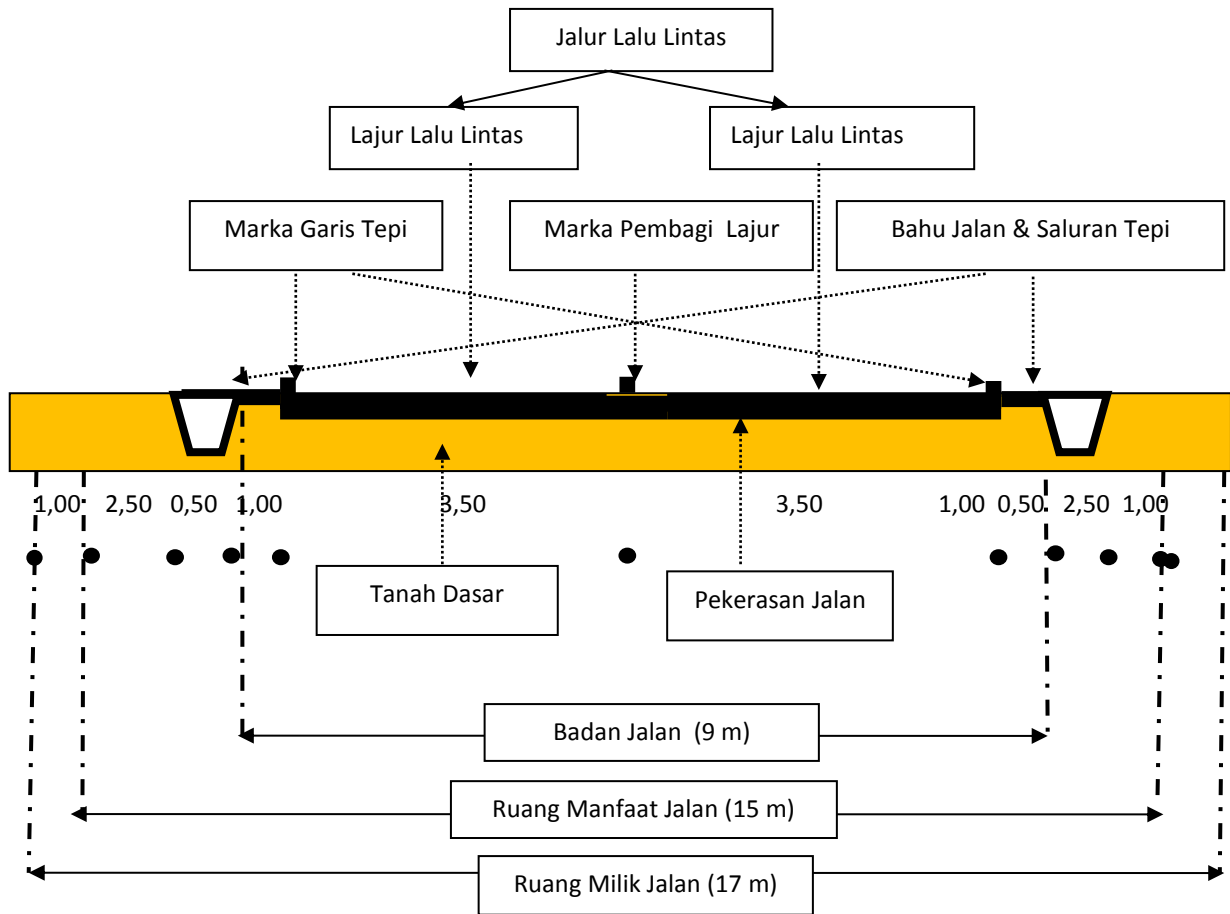 Jalur Lalu Lintas
Lajur Lalu Lintas Lajur Lalu Lintas
Marka Garis Tepi Marka Pembagi Lajur Bahu Jalan & Saluran Tepi
1,00 2,50 0,50 1,00 3,50 3,50 1,00 0,50 2,50 1,00
Tanah Dasar Pekerasan Jalan
Badan Jalan (9 m)
Ruang Manfaat Jalan (15 m)
Ruang Milik Jalan (17 m)